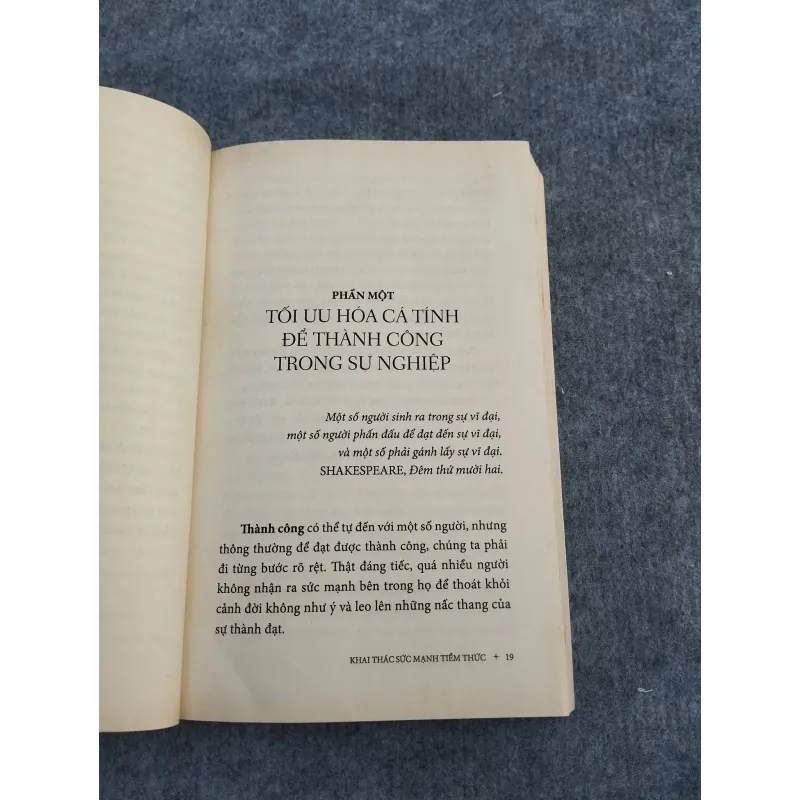 PHẦN MỘT
TỐI ƯU HÓA CÁ TÍNH
ĐỂ THÀNH CÔNG
TRONG SỰ NGHIỆP
Một số người sinh ra trong sự vĩ đại,
một số người phấn đấu để đạt đến sự vĩ đại,
và một số phải gánh lấy sự vĩ đại.
SHAKESPEARE, Đêm thứ mười hai.
Thành công có thể tự đến với một số người, nhưng
thông thường để đạt được thành công, chúng ta phải
đi từng bước rõ rệt. Thật đáng tiếc, quá nhiều người
không nhận ra sức mạnh bên trong họ để thoát khỏi
cảnh đời không như ý và leo lên những nấc thang của
sự thành đạt.
KHAI THÁC SỨC MẠNH TIỀM THỨC + 19